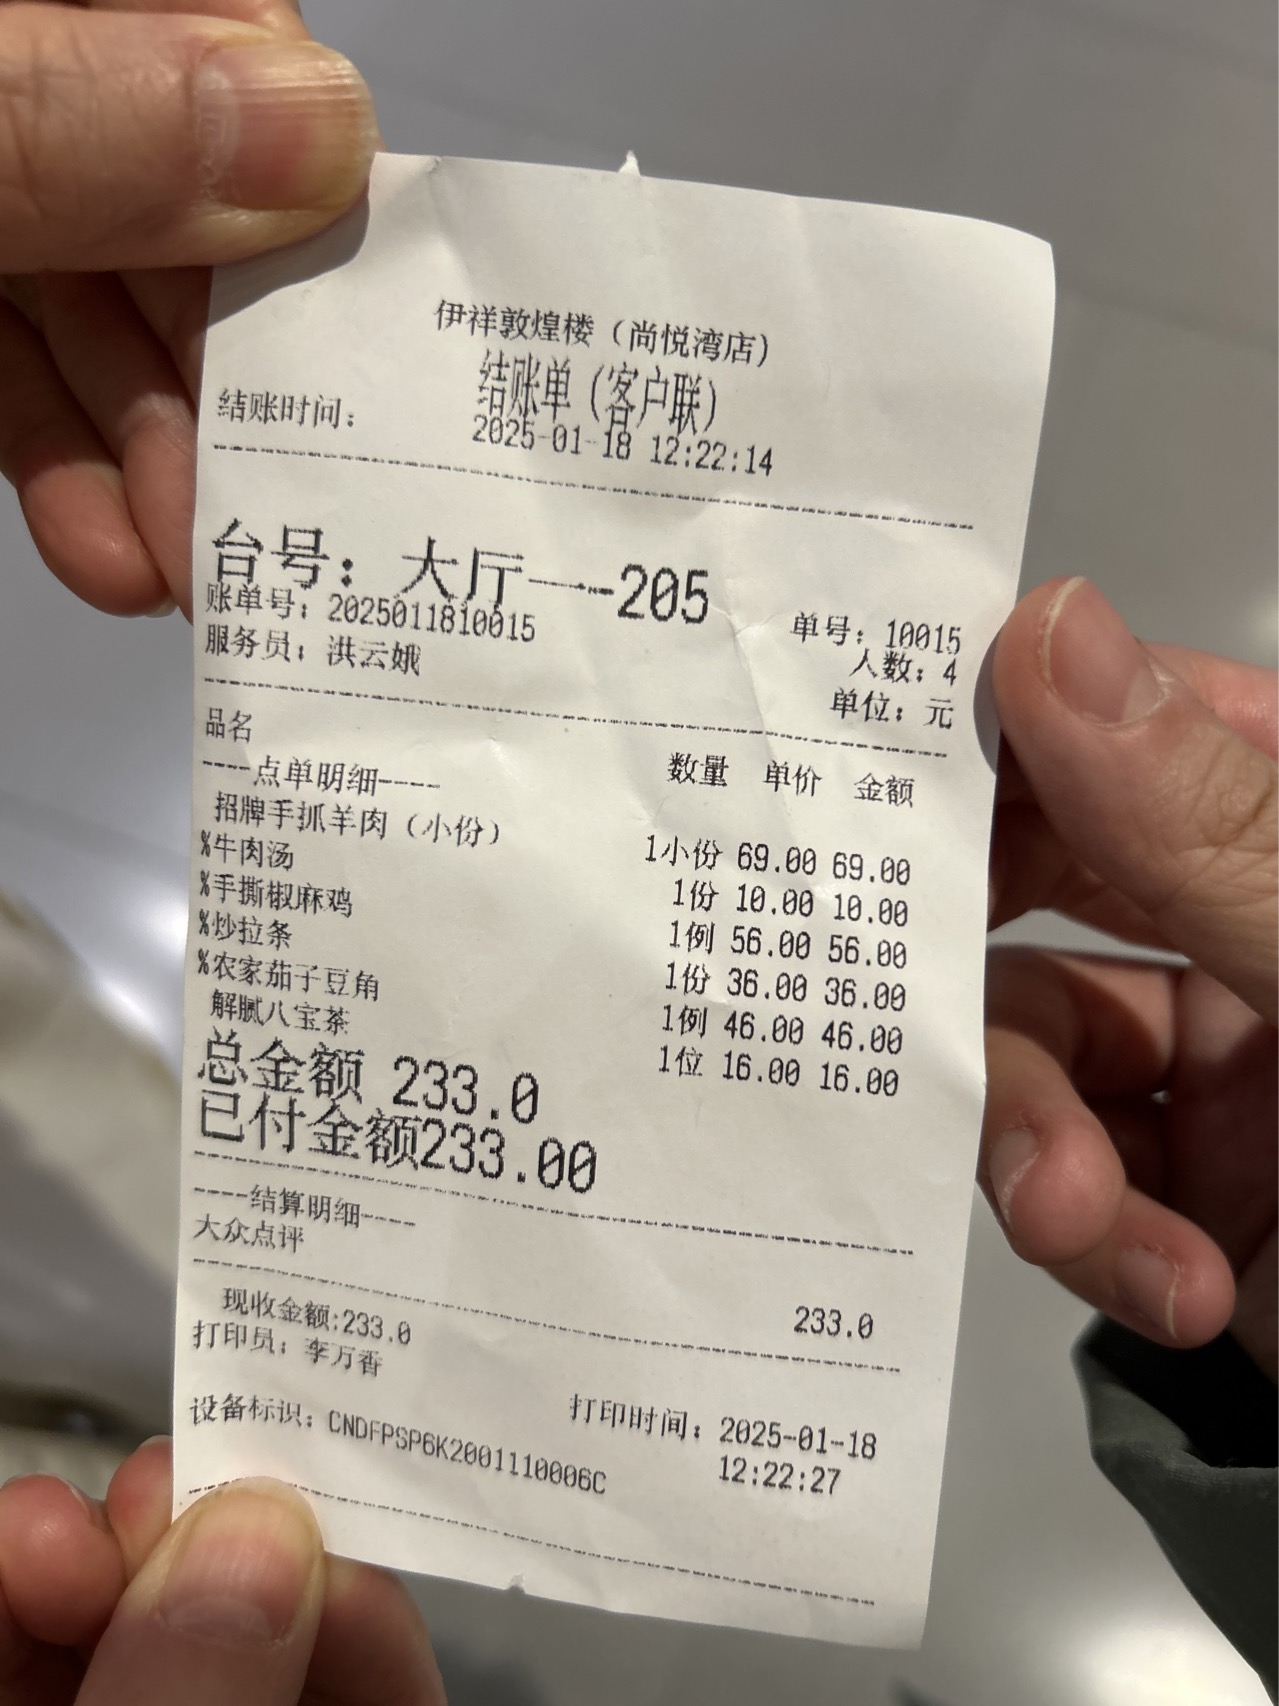 伊祥敦煌楼（尚悦湾店）
结账单（客户联）
结账时间： 2025-01-18 12:22:14
台号： 大厅一--205
账单号：2025011810015 单号：10015
服务员：洪云娥 人数：4
单位：元
品名 数量 单价 金额
----点单明细----
招牌手抓羊肉（小份） 1小份 69.00 69.00
%牛肉汤 1份 10.00 10.00
%手撕椒麻鸡 1例 56.00 56.00
%炒拉条 1份 36.00 36.00
%农家茄子豆角 1例 46.00 46.00
解腻八宝茶 1位 16.00 16.00
总金额 233.0
已付金额233.00
----结算明细----
大众点评 233.0
现收金额:233.0
打印员：李万香 打印时间：2025-01-18
12:22:27
设备标识：CNDFPSP6K2001110006C